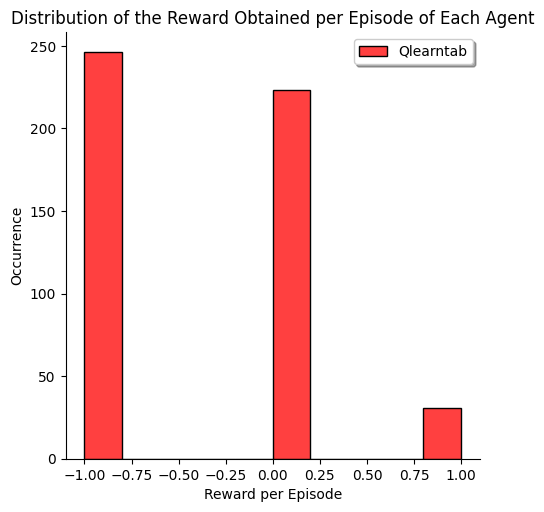 Distribution of the Reward Obtained per Episode of Each Agent
Qlearntab
250
200
150
100
50
0
Occurrence
−1.00 −0.75 −0.50 −0.25 0.00 0.25 0.50 0.75 1.00
Reward per Episode